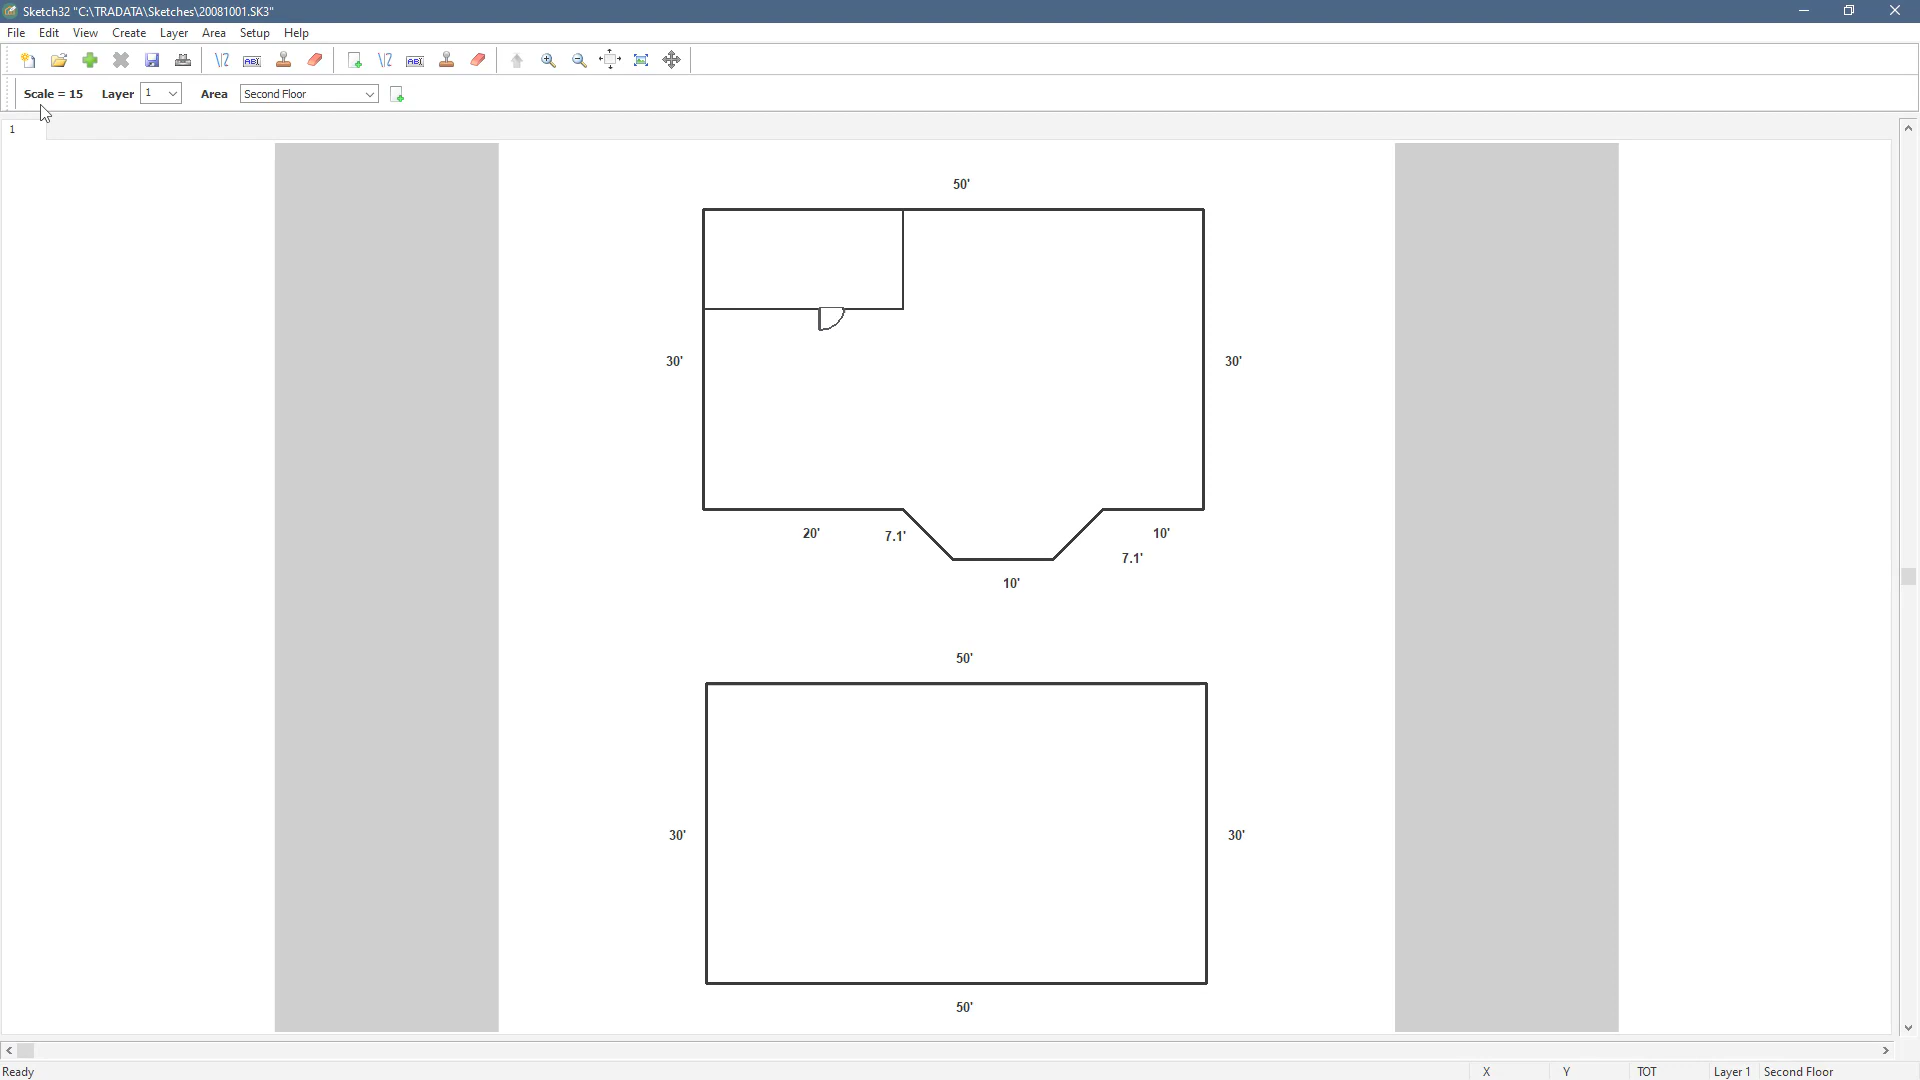 Sketch32 "C:\TRADATA\Sketches\20081001.SK3"
File Edit View Create Layer Area Setup Help
Scale = 15 Layer 1 Area Second Floor
1
50'
30' 30'
20' 7.1' 10'
7.1'
10'
50'
30' 30'
50'
Ready X Y TOT Layer 1 Second Floor